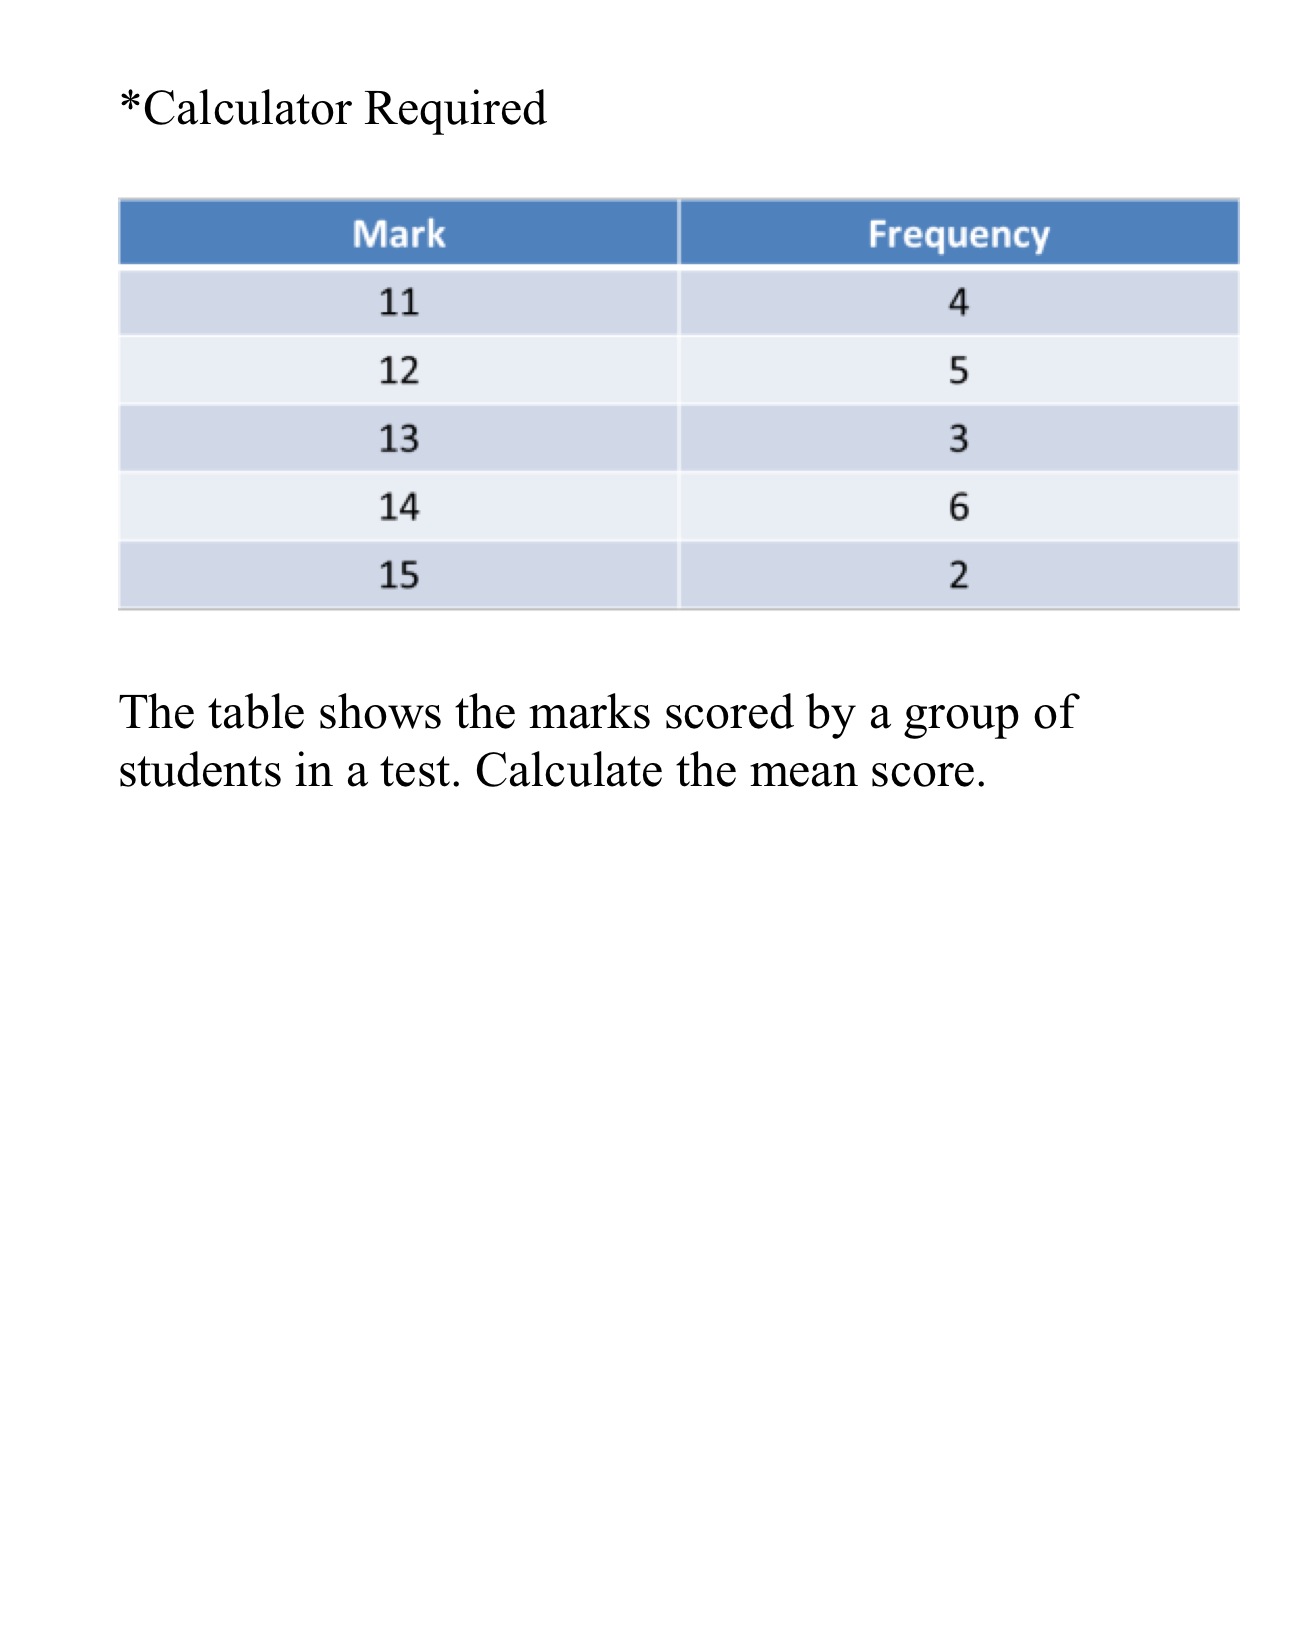 *Calculator Required
Mark Frequency
11 4
12 5
13 3
14 6
15 2
The table shows the marks scored by a group of
students in a test. Calculate the mean score.